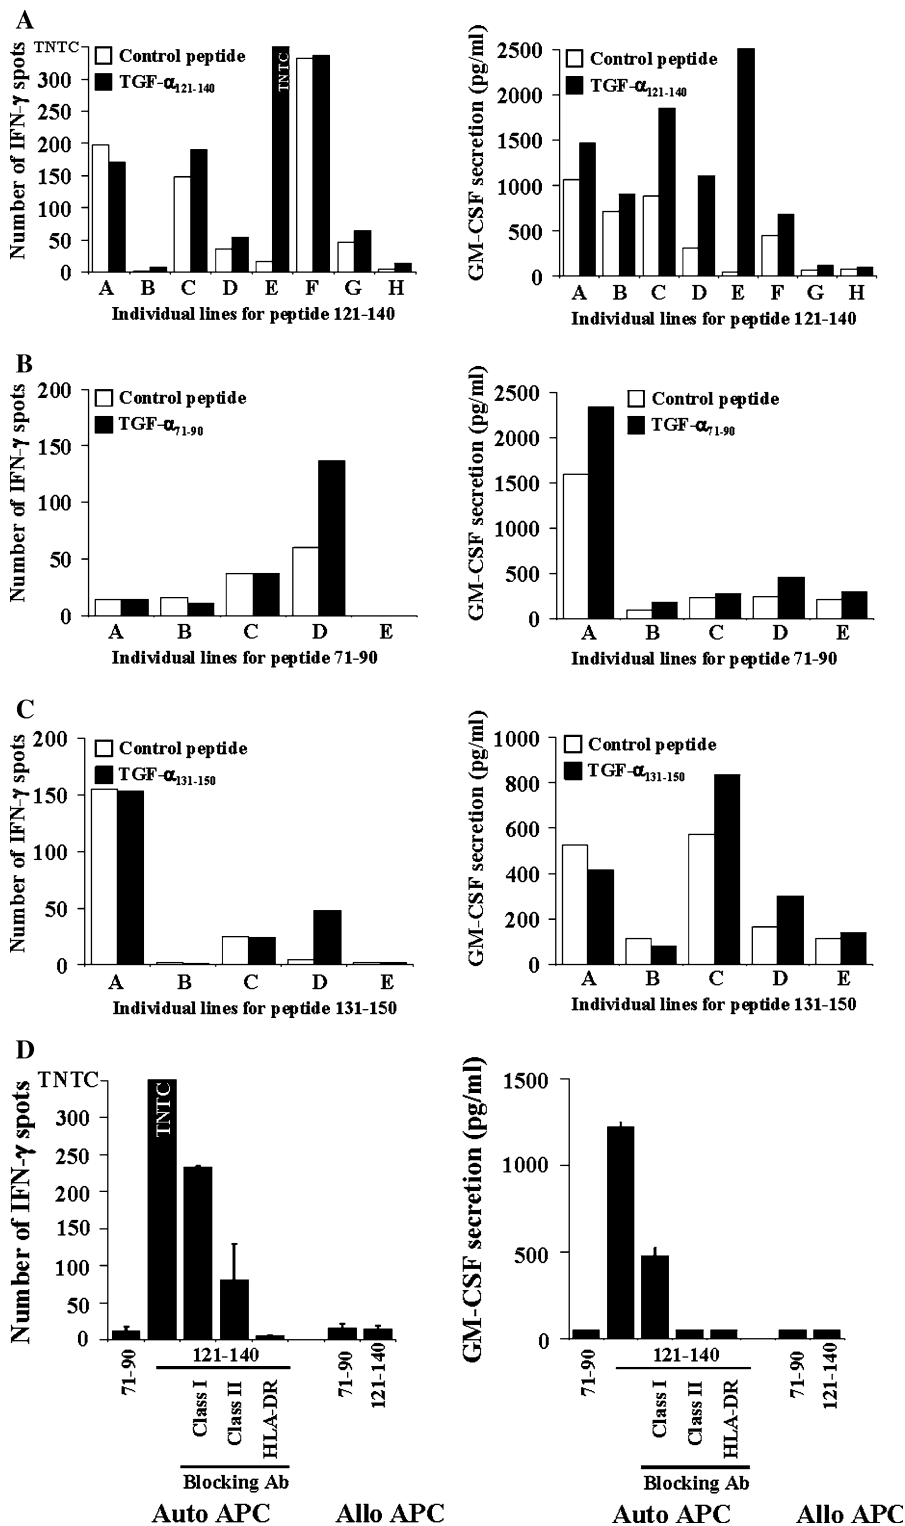 A
Number of IFN-γ spots
TNTC
300
250
200
150
100
50
0
Control peptide
TGF-α121-140
TNTC
A B C D E F G H
Individual lines for peptide 121-140
GM-CSF secretion (pg/ml)
2500
2000
1500
1000
500
0
Control peptide
TGF-α121-140
A B C D E F G H
Individual lines for peptide 121-140
B
Number of IFN-γ spots
200
150
100
50
0
Control peptide
TGF-α71-90
A B C D E
Individual lines for peptide 71-90
GM-CSF secretion (pg/ml)
2500
2000
1500
1000
500
0
Control peptide
TGF-α71-90
A B C D E
Individual lines for peptide 71-90
C
Number of IFN-γ spots
200
150
100
50
0
Control peptide
TGF-α131-150
A B C D E
Individual lines for peptide 131-150
GM-CSF secretion (pg/ml)
1000
800
600
400
200
0
Control peptide
TGF-α131-150
A B C D E
Individual lines for peptide 131-150
D
Number of IFN-γ spots
TNTC
300
250
200
150
100
50
0
TNTC
71-90
121-140
Class I
Class II
HLA-DR
Blocking Ab
71-90
121-140
Auto APC
Allo APC
GM-CSF secretion (pg/ml)
1500
1000
500
0
71-90
121-140
Class I
Class II
HLA-DR
Blocking Ab
71-90
121-140
Auto APC
Allo APC